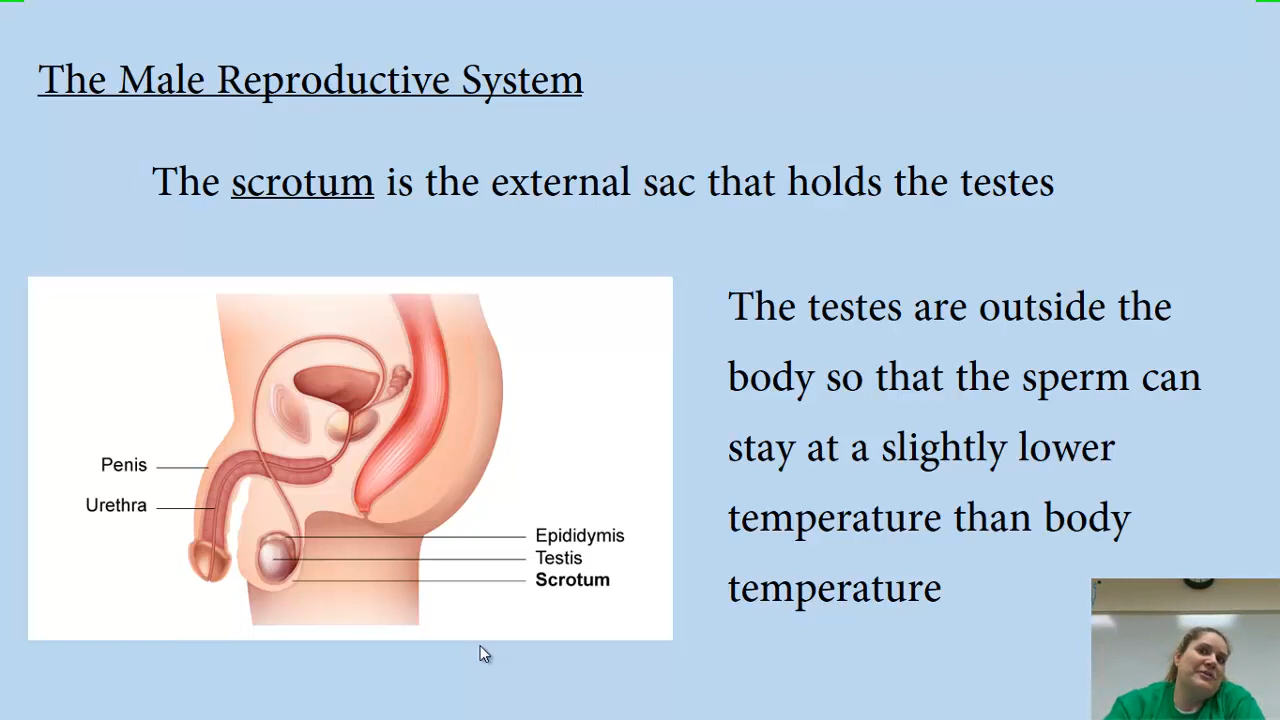 The Male Reproductive System
The scrotum is the external sac that holds the testes
The testes are outside the
body so that the sperm can
stay at a slightly lower
temperature than body
temperature
Penis
Urethra
Epididymis
Testis
Scrotum